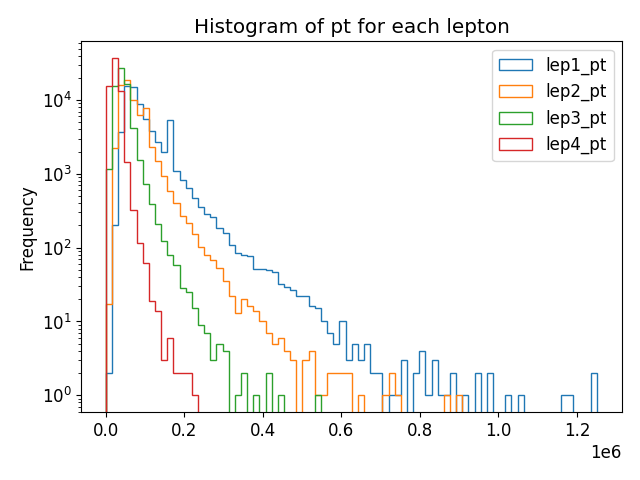 Histogram of pt for each lepton
lep1_pt
lep2_pt
lep3_pt
lep4_pt
Frequency
10^4
10^3
10^2
10^1
10^0
0.0 0.2 0.4 0.6 0.8 1.0 1.2
1e6